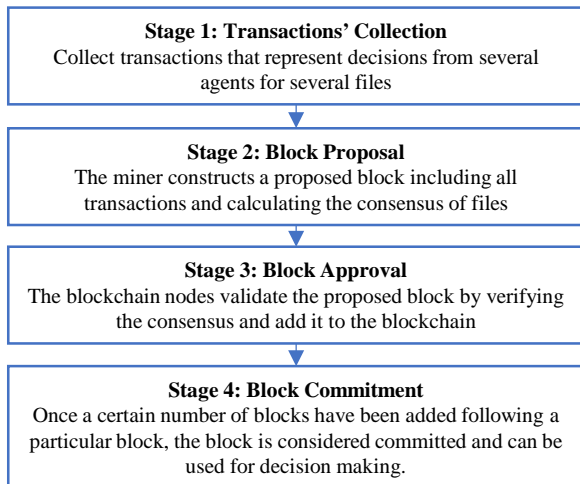 Stage 1: Transactions’ Collection
Collect transactions that represent decisions from several
agents for several files
Stage 2: Block Proposal
The miner constructs a proposed block including all
transactions and calculating the consensus of files
Stage 3: Block Approval
The blockchain nodes validate the proposed block by verifying
the consensus and add it to the blockchain
Stage 4: Block Commitment
Once a certain number of blocks have been added following a
particular block, the block is considered committed and can be
used for decision making.